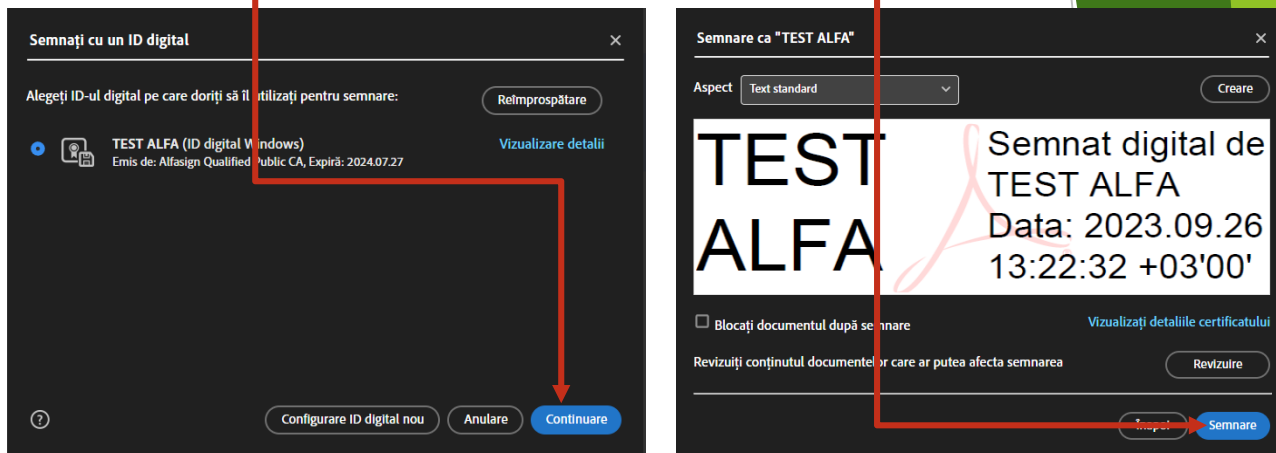 Semnați cu un ID digital
Alegeți ID-ul digital pe care doriți să îl utilizați pentru semnare:
Reîmprospătare
TEST ALFA (ID digital Windows)
Vizualizare detalii
Emis de: Alfasign Qualified Public CA, Expiră: 2024.07.27
Configurare ID digital nou
Anulare
Continuare
Semnare ca "TEST ALFA"
Aspect
Text standard
Creare
TEST
ALFA
Semnat digital de
TEST ALFA
Data: 2023.09.26
13:22:32 +03'00'
Blocați documentul după semnare
Vizualizați detaliile certificatului
Revizuiți conținutul documentelor care ar putea afecta semnarea
Revizuire
Înapoi
Semnare